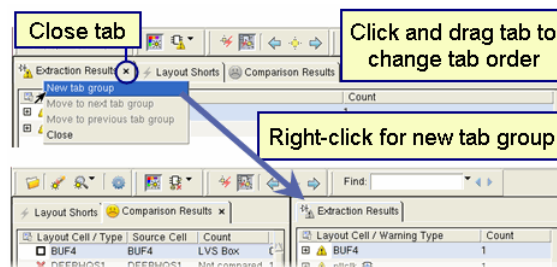 Close tab
Click and drag tab to
change tab order
Extraction Results × Layout Shorts Comparison Results
New tab group
Move to next tab group
Move to previous tab group
Close
Count
1
Right-click for new tab group
Find:
Layout Shorts Comparison Results ×
Extraction Results
Layout Cell / Type Source Cell Count
BUF4 BUF4 LVS Box
DFFRHQS1 DFFRHQS1 Not compared
Layout Cell / Warning Type Count
BUF4 1